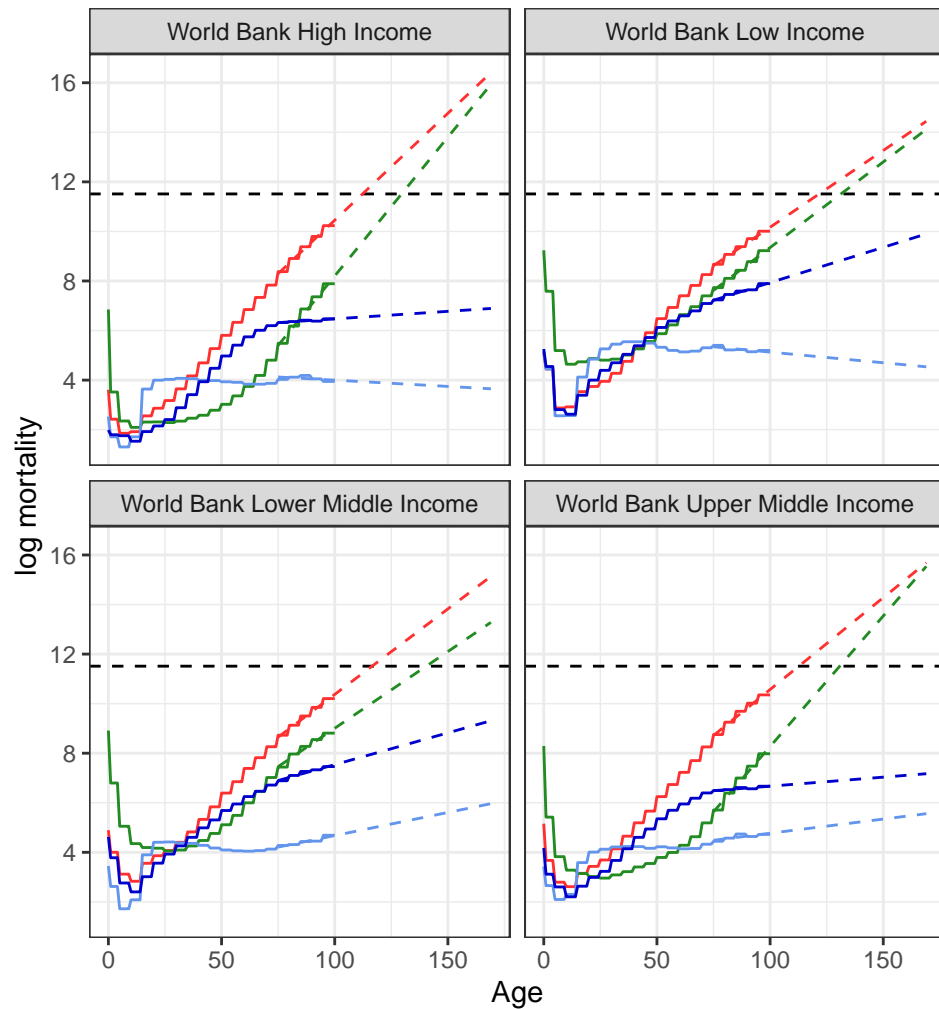 World Bank High Income
World Bank Low Income
16
12
8
4
World Bank Lower Middle Income
World Bank Upper Middle Income
16
12
8
4
0
50
100
150
0
50
100
150
log mortality
Age